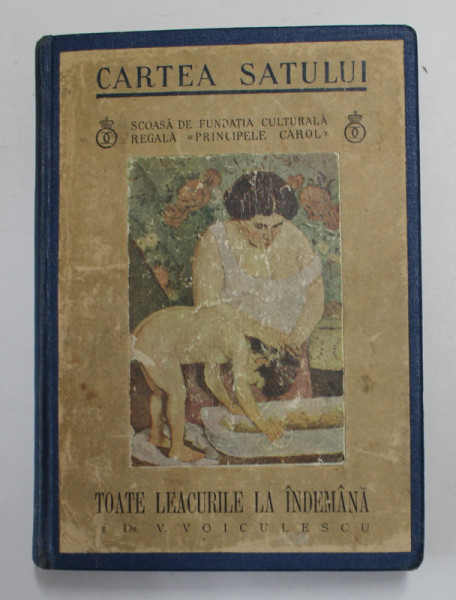 CARTEA SATULUI
SCOASĂ DE FUNDAȚIA CULTURALĂ
REGALĂ «PRINCIPELE CAROL»
TOATE LEACURILE LA ÎNDEMÂNĂ
DR. V. VOICULESCU